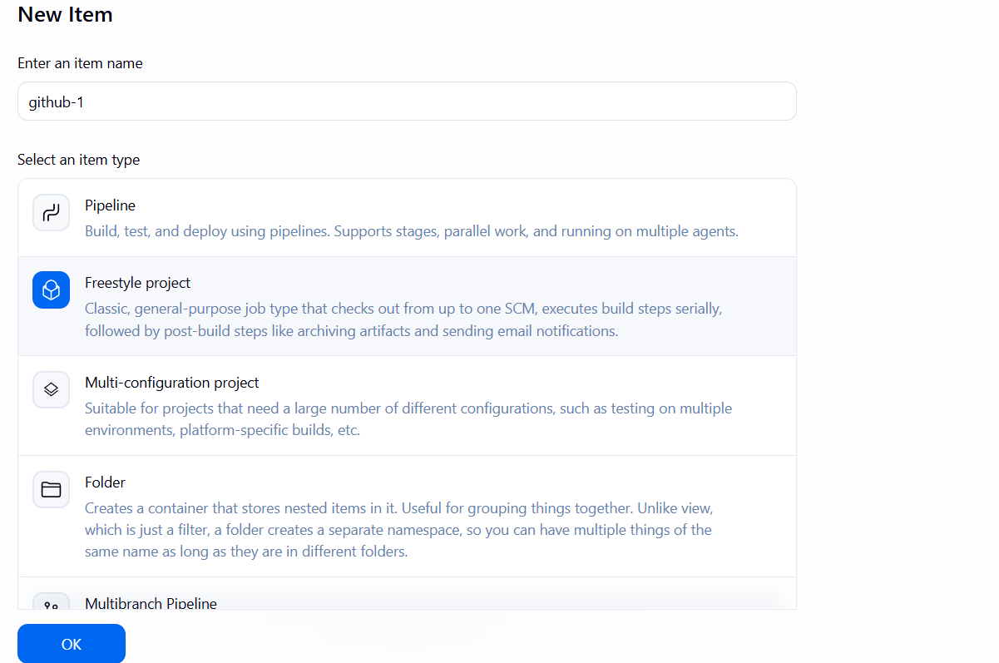 New Item
Enter an item name
github-1
Select an item type
Pipeline
Build, test, and deploy using pipelines. Supports stages, parallel work, and running on multiple agents.
Freestyle project
Classic, general-purpose job type that checks out from up to one SCM, executes build steps serially,
followed by post-build steps like archiving artifacts and sending email notifications.
Multi-configuration project
Suitable for projects that need a large number of different configurations, such as testing on multiple
environments, platform-specific builds, etc.
Folder
Creates a container that stores nested items in it. Useful for grouping things together. Unlike view,
which is just a filter, a folder creates a separate namespace, so you can have multiple things of the
same name as long as they are in different folders.
Multibranch Pipeline
OK